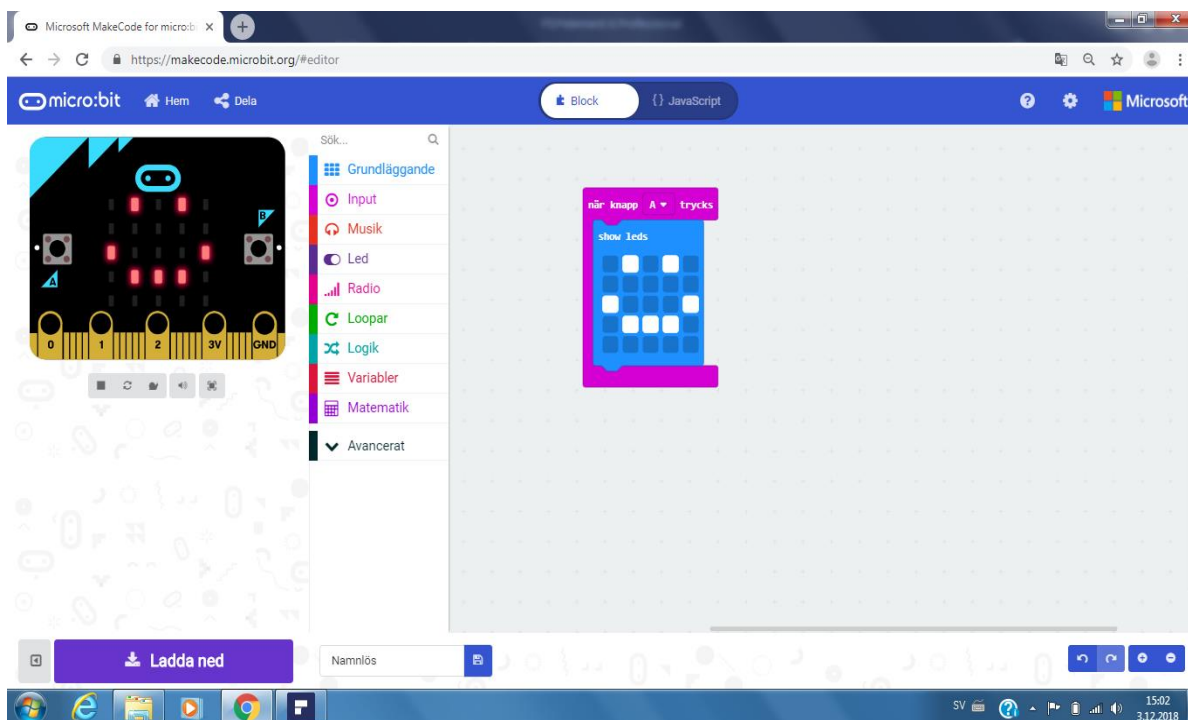 Microsoft MakeCode for micro:b
https://makecode.microbit.org/#editor
micro:bit Hem Dela Block {} JavaScript Microsoft
Sök...
Grundläggande
Input
Musik
Led
Radio
Loopar
Logik
Variabler
Matematik
Avancerat
B
A
0 1 2 3V GND
när knapp A trycks
show leds
Ladda ned Namnlös
SV 15:02
3.12.2018